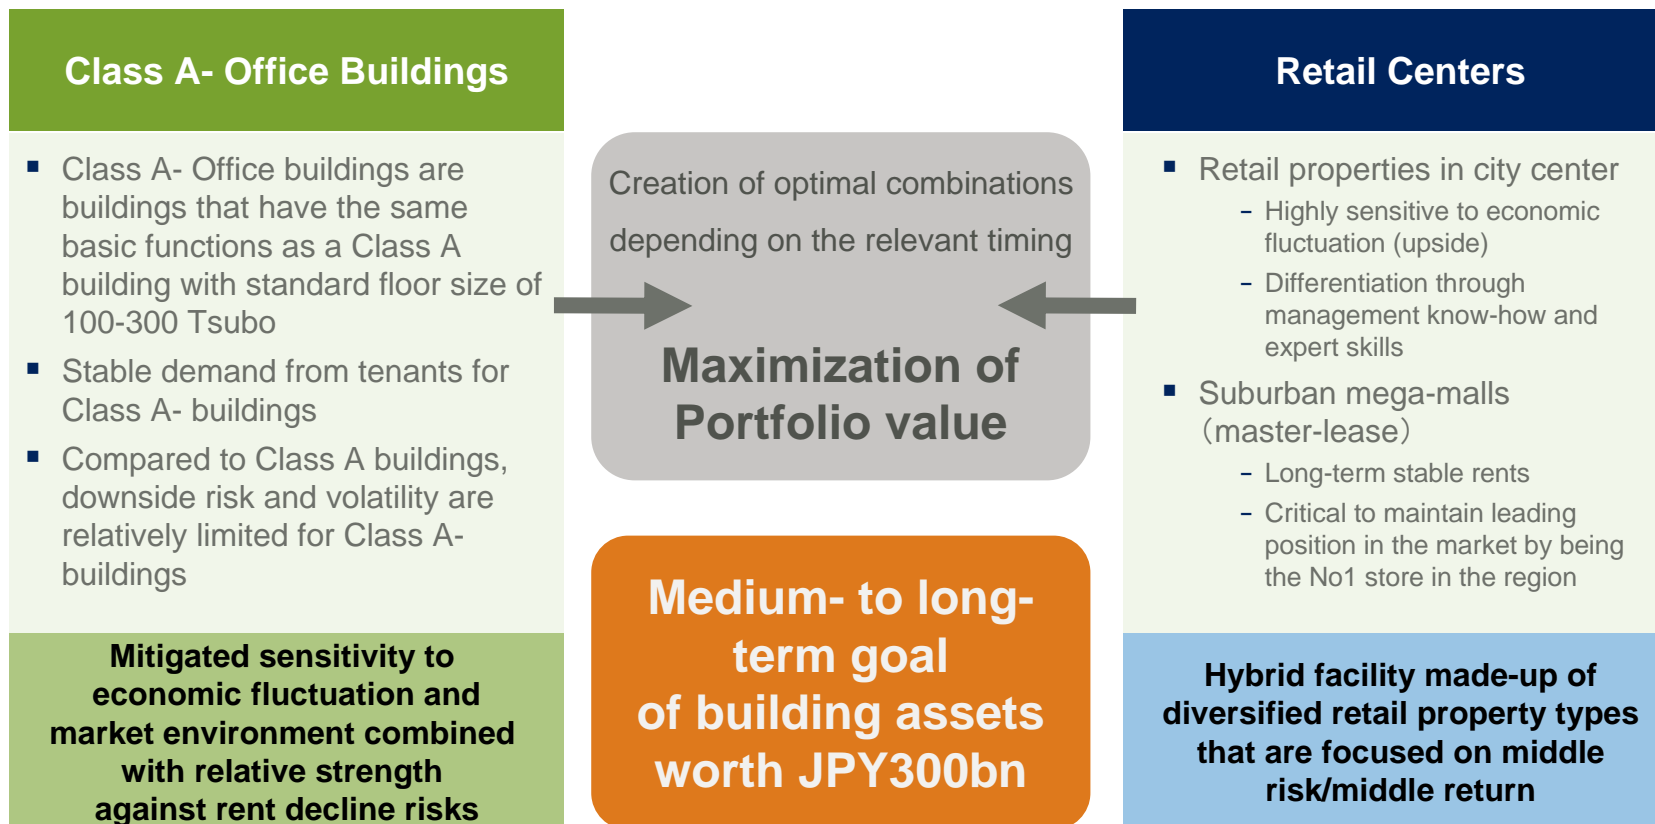 Class A- Office Buildings
■ Class A- Office buildings are
buildings that have the same
basic functions as a Class A
building with standard floor size of
100-300 Tsubo
■ Stable demand from tenants for
Class A- buildings
■ Compared to Class A buildings,
downside risk and volatility are
relatively limited for Class A-
buildings
Mitigated sensitivity to
economic fluctuation and
market environment combined
with relative strength
against rent decline risks
Creation of optimal combinations
depending on the relevant timing
Maximization of
Portfolio value
Medium- to long-
term goal
of building assets
worth JPY300bn
Retail Centers
■ Retail properties in city center
– Highly sensitive to economic
fluctuation (upside)
– Differentiation through
management know-how and
expert skills
■ Suburban mega-malls
（master-lease）
– Long-term stable rents
– Critical to maintain leading
position in the market by being
the No1 store in the region
Hybrid facility made-up of
diversified retail property types
that are focused on middle
risk/middle return